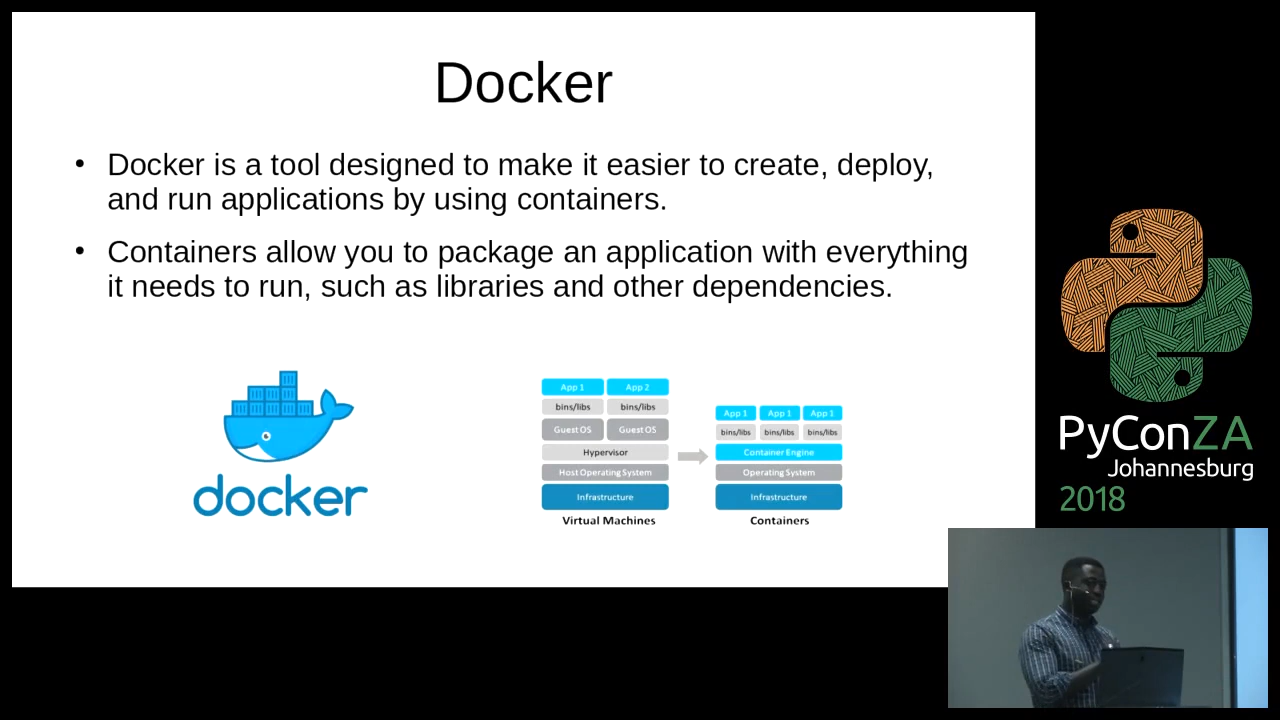 Docker
• Docker is a tool designed to make it easier to create, deploy,
and run applications by using containers.
• Containers allow you to package an application with everything
it needs to run, such as libraries and other dependencies.
docker
App 1 App 2
bins/libs bins/libs
Guest OS Guest OS
Hypervisor
Host Operating System
Infrastructure
Virtual Machines
App 1 App 1 App 1
bins/libs bins/libs bins/libs
Container Engine
Operating System
Infrastructure
Containers
PyConZA
Johannesburg
2018